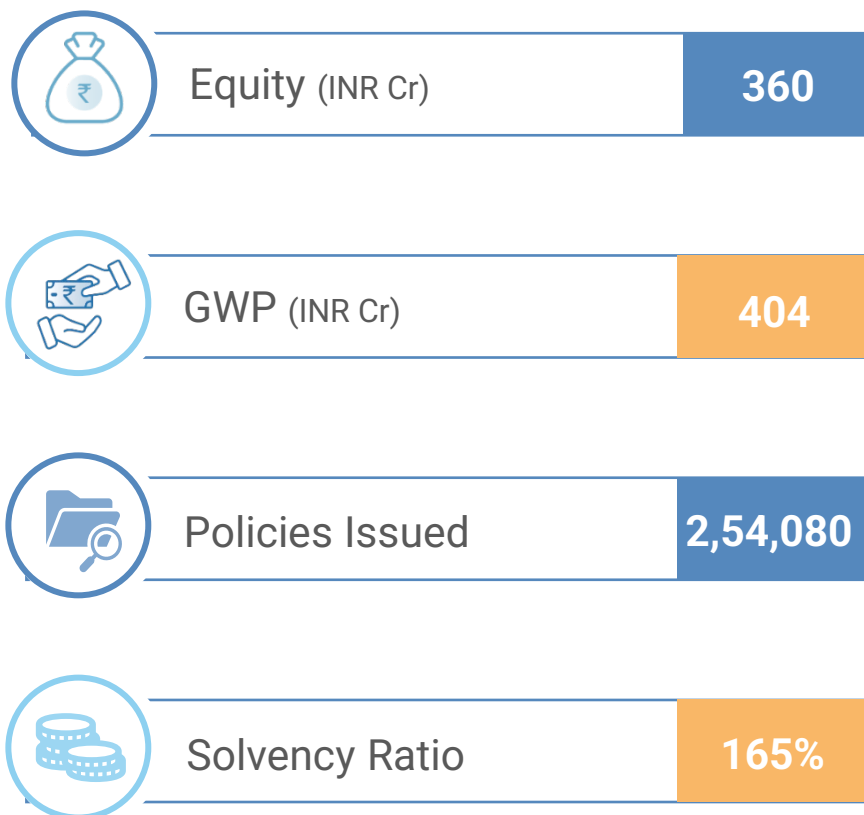 ₹
Equity (INR Cr) 360
₹
GWP (INR Cr) 404
Policies Issued 2,54,080
Solvency Ratio 165%